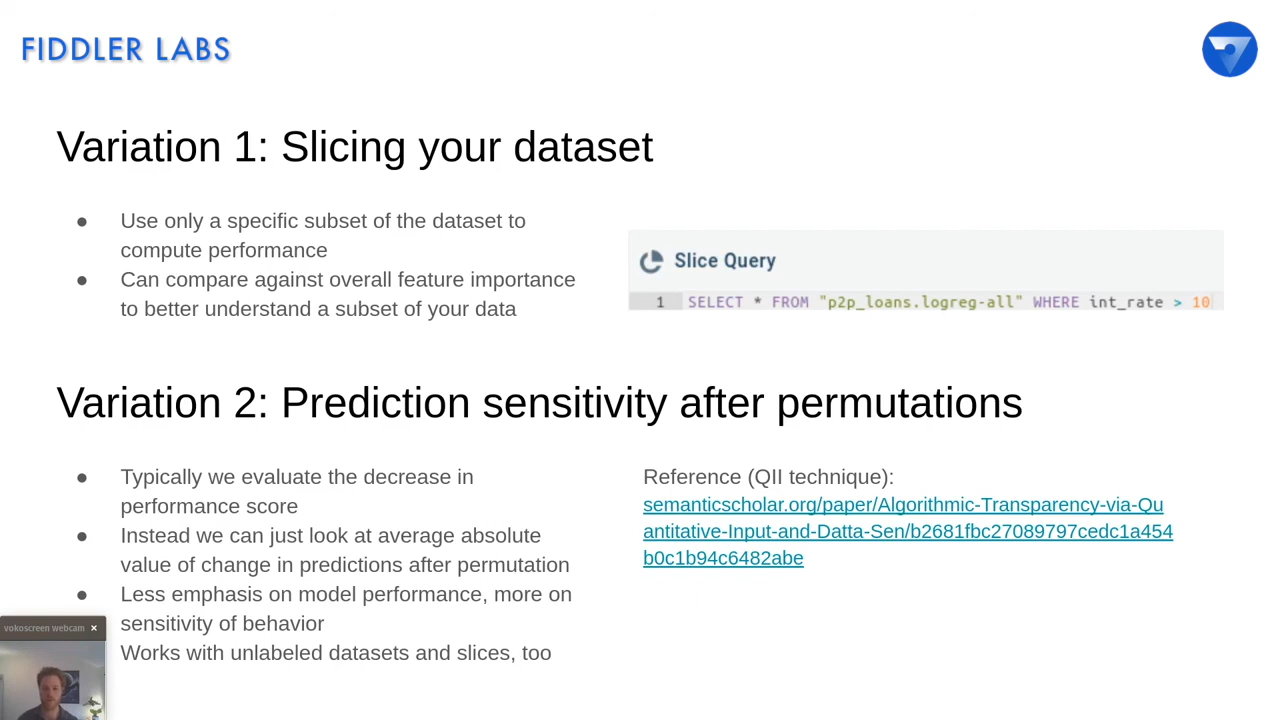 FIDDLER LABS
Variation 1: Slicing your dataset
● Use only a specific subset of the dataset to
compute performance
● Can compare against overall feature importance
to better understand a subset of your data
Slice Query
1 SELECT * FROM "p2p_loans.logreg-all" WHERE int_rate > 10
Variation 2: Prediction sensitivity after permutations
● Typically we evaluate the decrease in
performance score
● Instead we can just look at average absolute
value of change in predictions after permutation
● Less emphasis on model performance, more on
sensitivity of behavior
Works with unlabeled datasets and slices, too
Reference (QII technique):
semanticscholar.org/paper/Algorithmic-Transparency-via-Qu
antitative-Input-and-Datta-Sen/b2681fbc27089797cedc1a454
b0c1b94c6482abe
vokoscreen webcam ×